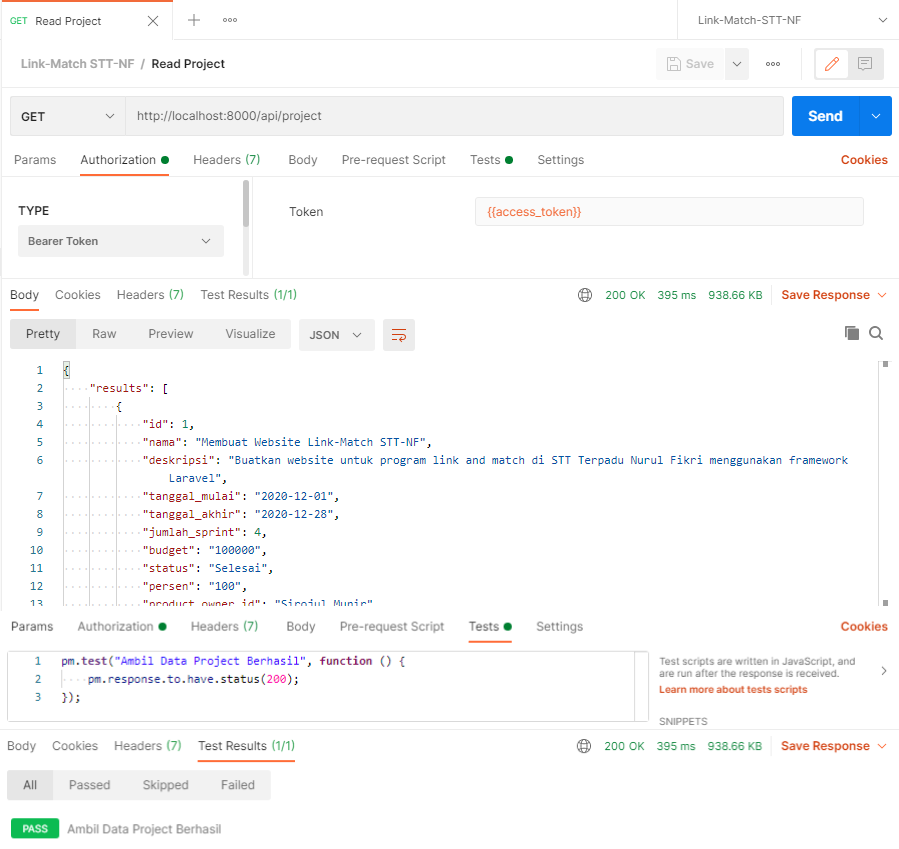 GET Read Project
Link-Match-STT-NF
Link-Match STT-NF / Read Project
Save
GET http://localhost:8000/api/project Send
Params Authorization Headers (7) Body Pre-request Script Tests Settings Cookies
TYPE
Bearer Token
Token {{access_token}}
Body Cookies Headers (7) Test Results (1/1) 200 OK 395 ms 938.66 KB Save Response
Pretty Raw Preview Visualize JSON
1 {
2 "results": [
3 {
4 "id": 1,
5 "nama": "Membuat Website Link-Match STT-NF",
6 "deskripsi": "Buatkan website untuk program link and match di STT Terpadu Nurul Fikri menggunakan framework
Laravel",
7 "tanggal_mulai": "2020-12-01",
8 "tanggal_akhir": "2020-12-28",
9 "jumlah_sprint": 4,
10 "budget": "100000",
11 "status": "Selesai",
12 "persen": "100",
13 "product_owner_id": "Sirojul Munir"
Params Authorization Headers (7) Body Pre-request Script Tests Settings Cookies
1 pm.test("Ambil Data Project Berhasil", function () {
2 pm.response.to.have.status(200);
3 });
Test scripts are written in JavaScript, and
are run after the response is received.
Learn more about tests scripts
SNIPPETS
Body Cookies Headers (7) Test Results (1/1) 200 OK 395 ms 938.66 KB Save Response
All Passed Skipped Failed
PASS Ambil Data Project Berhasil